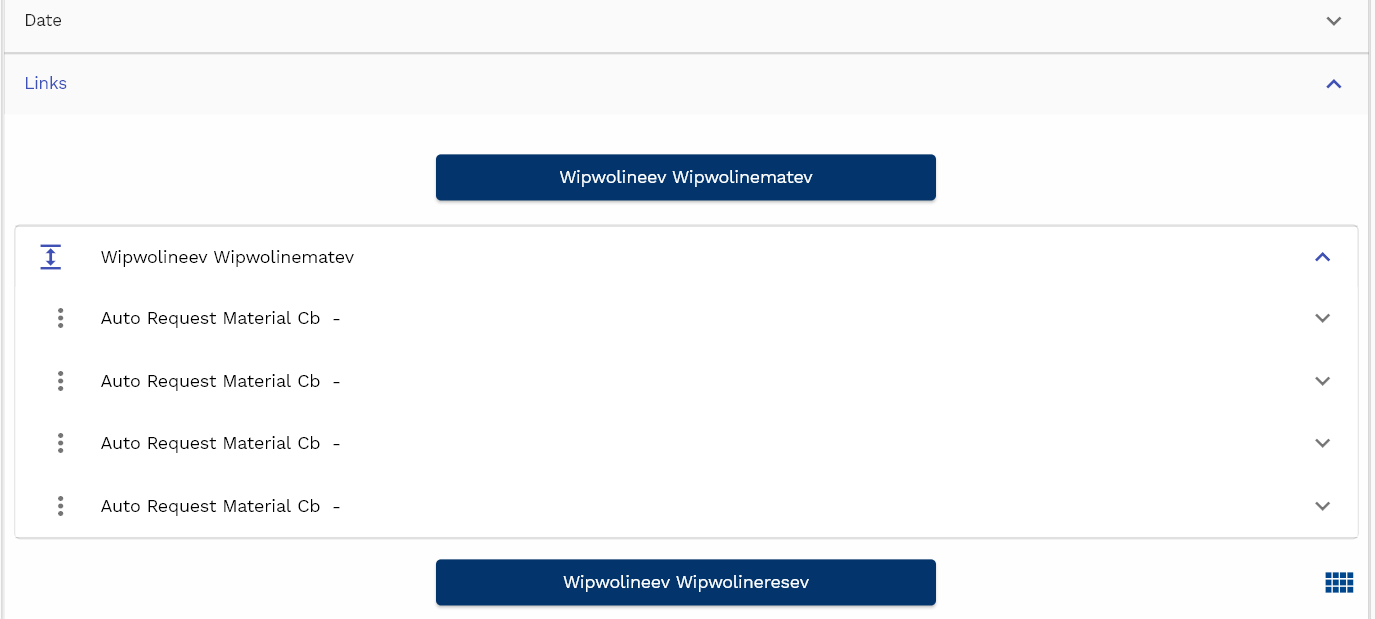 Date
Links
Wipwolineev Wipwolinematev
Wipwolineev Wipwolinematev
Auto Request Material Cb -
Auto Request Material Cb -
Auto Request Material Cb -
Auto Request Material Cb -
Wipwolineev Wipwolineresev